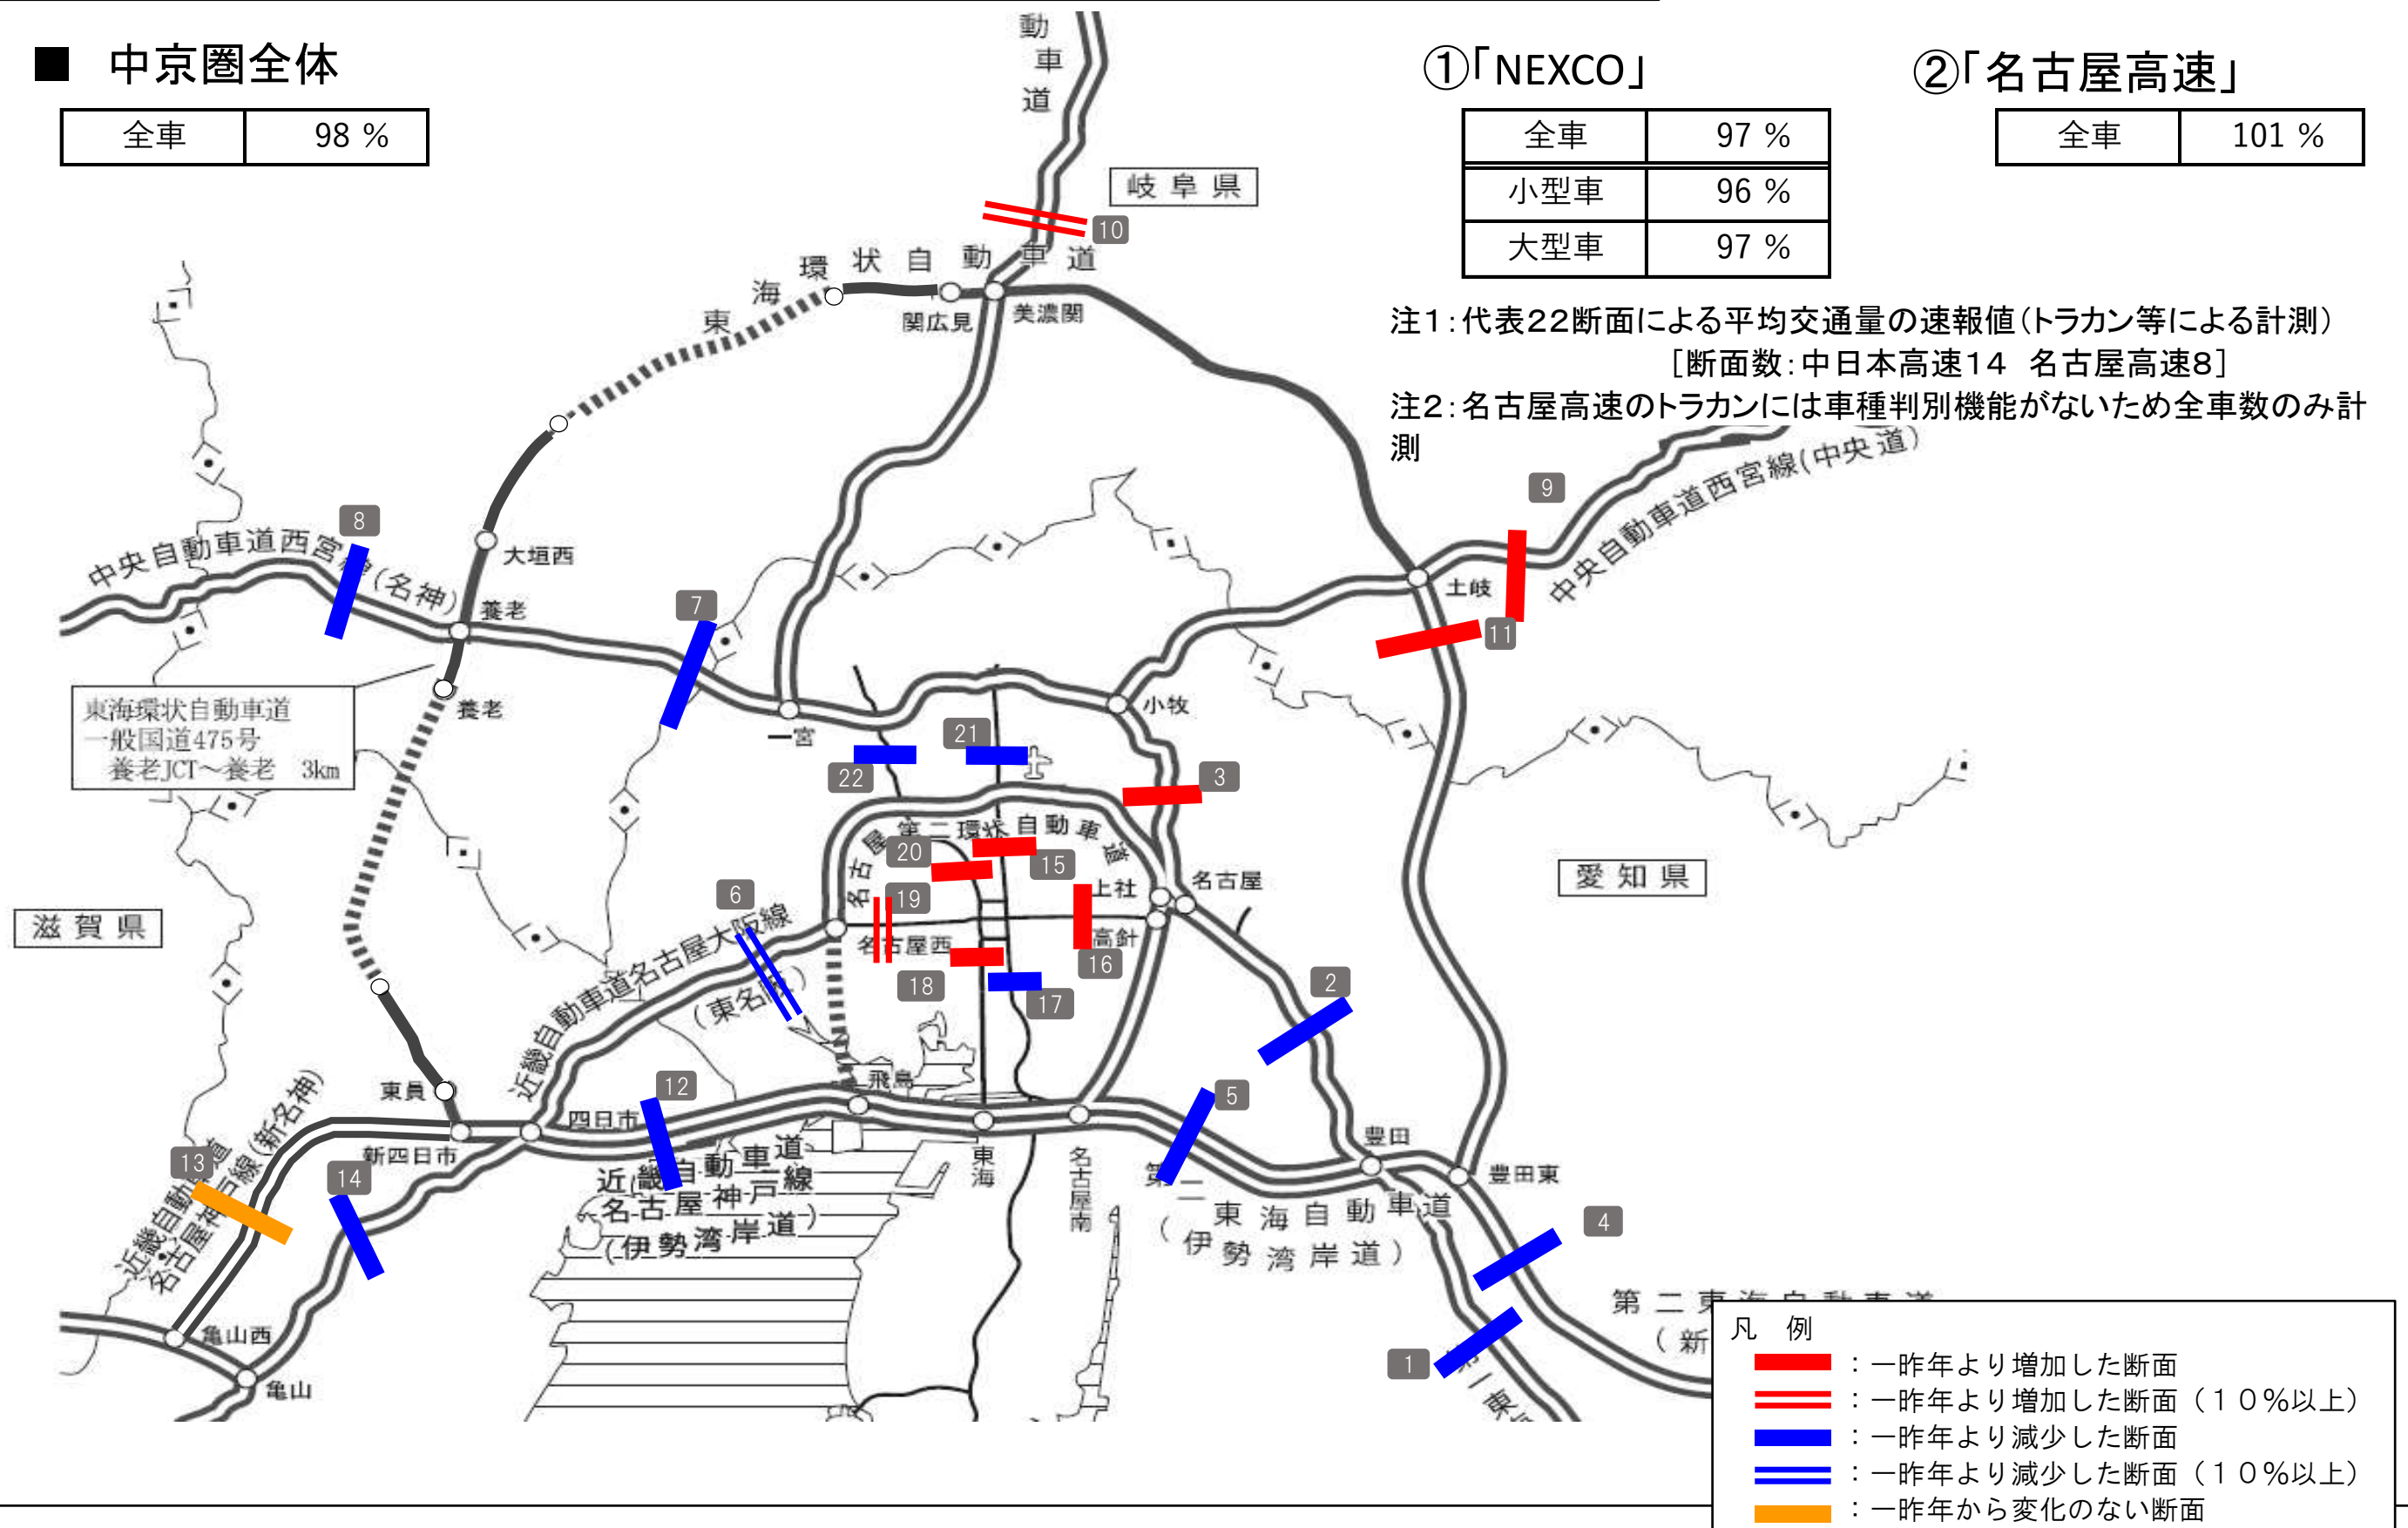 ■ 中京圏全体
全車 98 %
①「NEXCO」
全車 97 %
小型車 96 %
大型車 97 %
②「名古屋高速」
全車 101 %
注1:代表22断面による平均交通量の速報値(トラカン等による計測)
[断面数:中日本高速14 名古屋高速8]
注2:名古屋高速のトラカンには車種判別機能がないため全車数のみ計
測
動車道
岐阜県
10
東海環状自動車道
関広見
美濃関
9
中央自動車道西宮線(中央道)
8
中央自動車道西宮線(名神)
大垣西
養老
7
土岐
11
東海環状自動車道
一般国道475号
養老JCT～養老 3km
養老
一宮
小牧
21
22
3
名古屋第二環状自動車道
20
15
愛知県
上社
名古屋
19
6
滋賀県
名古屋西
高針
16
近畿自動車道名古屋大阪線
(東名阪)
18
17
2
飛島
東員
12
5
四日市
新四日市
13
14
近畿自動車道
名古屋神戸線(新名神)
近畿自動車道
名古屋神戸線
(伊勢湾岸道)
東海
名古屋南
豊田
豊田東
第二東海自動車道
(伊勢湾岸道)
4
亀山西
亀山
1
第二東海自動車道
(新
第一東
凡 例
：一昨年より増加した断面
：一昨年より増加した断面（１０％以上）
：一昨年より減少した断面
：一昨年より減少した断面（１０％以上）
：一昨年から変化のない断面